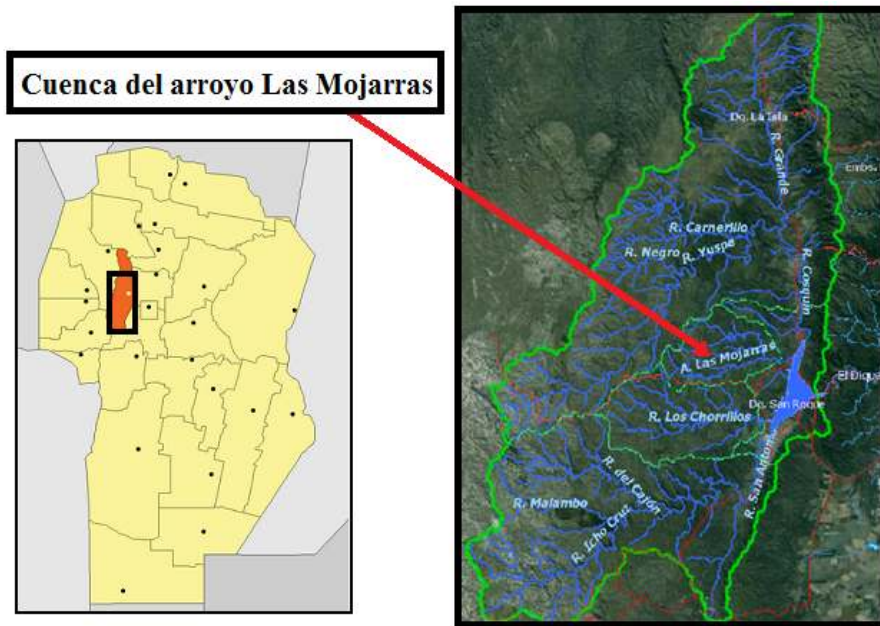 Cuenca del arroyo Las Mojarras
Dq. La Isla
R. Grande
R. Carnerillo
R. Negro
R. Yuspe
R. Cosquin
A. Las Mojarras
El Dique
Dq. San Roque
R. Los Chorrillos
R. San Antonio
R. del Cajón
R. Malambo
R. Icho Cruz